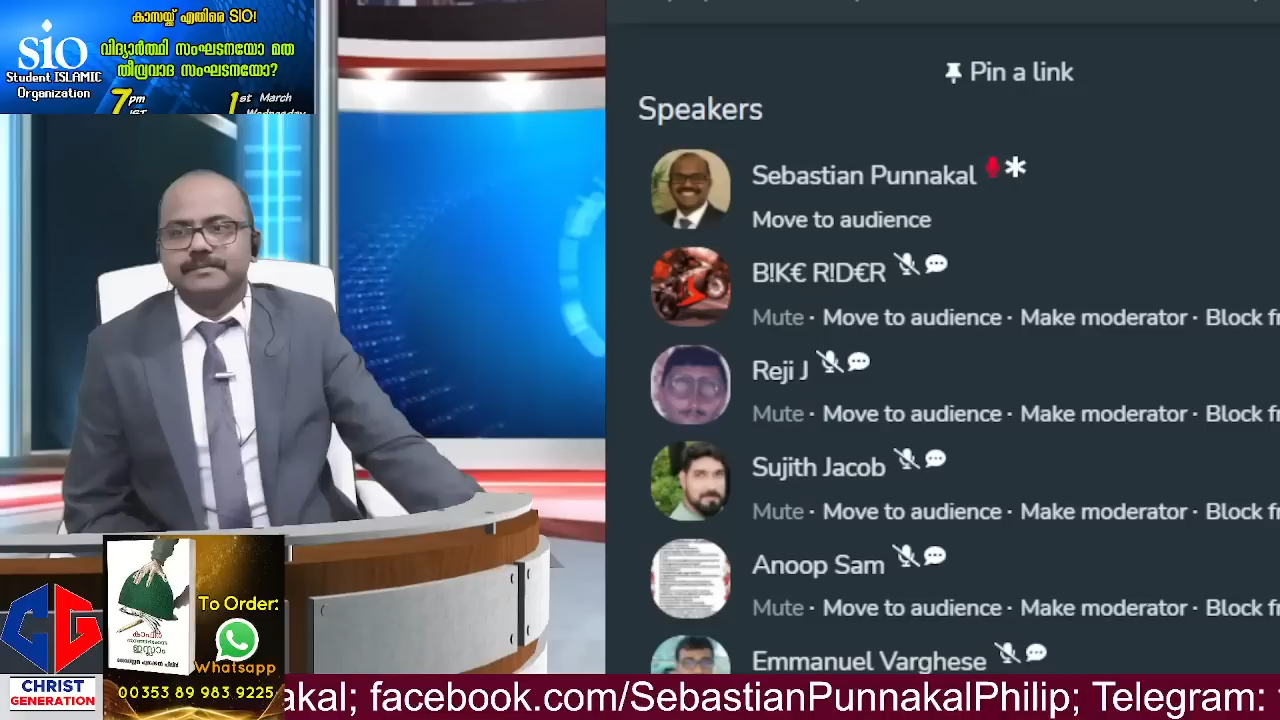 കാസയ്ക്ക് എതിരെ SIO!
sio
Student ISLAMIC
Organization
വിദ്യാർത്ഥി സംഘടനയോ മത
തീവ്രവാദ സംഘടനയോ?
7pm
IST
1st March
Wednesday
Pin a link
Speakers
Sebastian Punnakal
Move to audience
B!K€ R!D€R
Mute · Move to audience · Make moderator · Block fr
Reji J
Mute · Move to audience · Make moderator · Block fr
Sujith Jacob
Mute · Move to audience · Make moderator · Block fr
Anoop Sam
Mute · Move to audience · Make moderator · Block fr
Emmanuel Varghese
CG
CHRIST
GENERATION
കാഫിർ
ഇസ്ലാം
To Order:
Whatsapp
00353 89 983 9225
akal; facebook.com/SebastianPunnakalPhilip; Telegram: